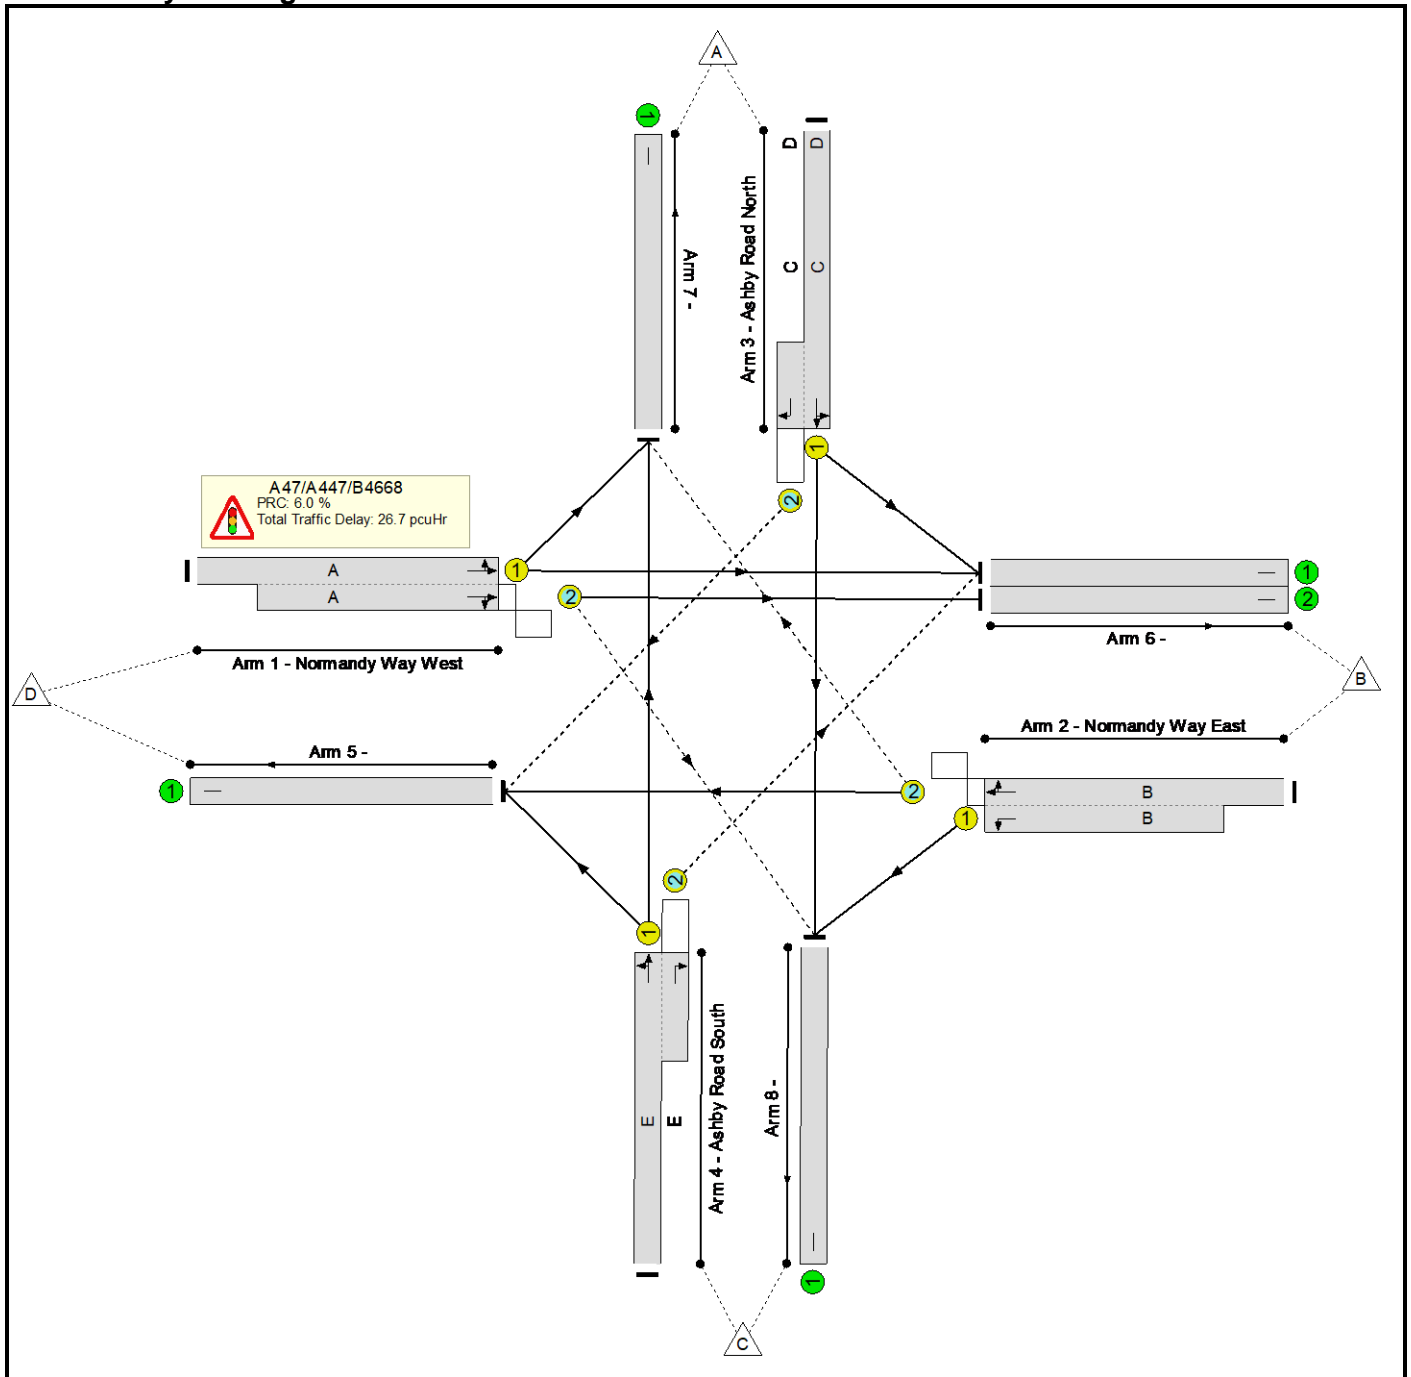 A
1
D
D
C
C
Arm 7 -
Arm 3 - Ashby Road North
1
2
A47/A447/B4668
PRC: 6.0 %
Total Traffic Delay: 26.7 pcuHr
A
A
1
2
1
2
Arm 1 - Normandy Way West
Arm 6 -
D
B
Arm 5 -
Arm 2 - Normandy Way East
1
2
1
B
B
2
1
E
E
Arm 4 - Ashby Road South
Arm 8 -
1
C